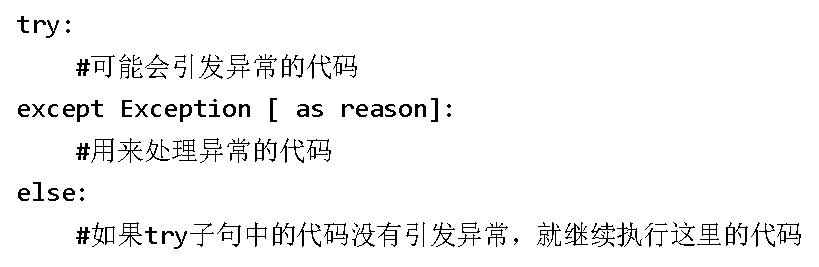 try:
    #可能会引发异常的代码
except Exception [ as reason]:
    #用来处理异常的代码
else:
    #如果try子句中的代码没有引发异常，就继续执行这里的代码